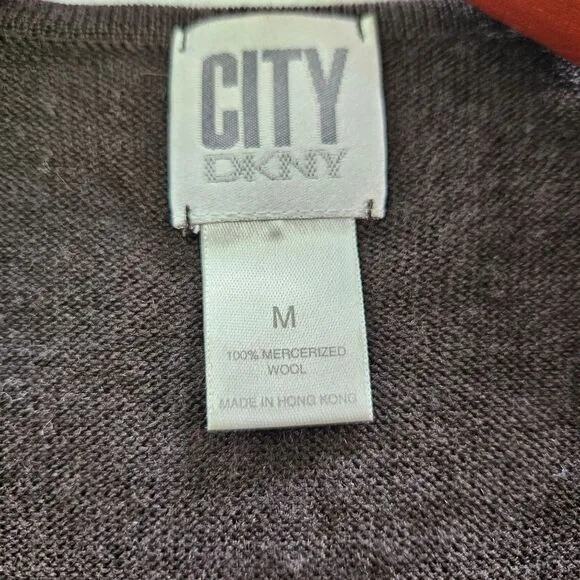 CITY
DKNY
M
100% MERCERIZED
WOOL
MADE IN HONG KONG